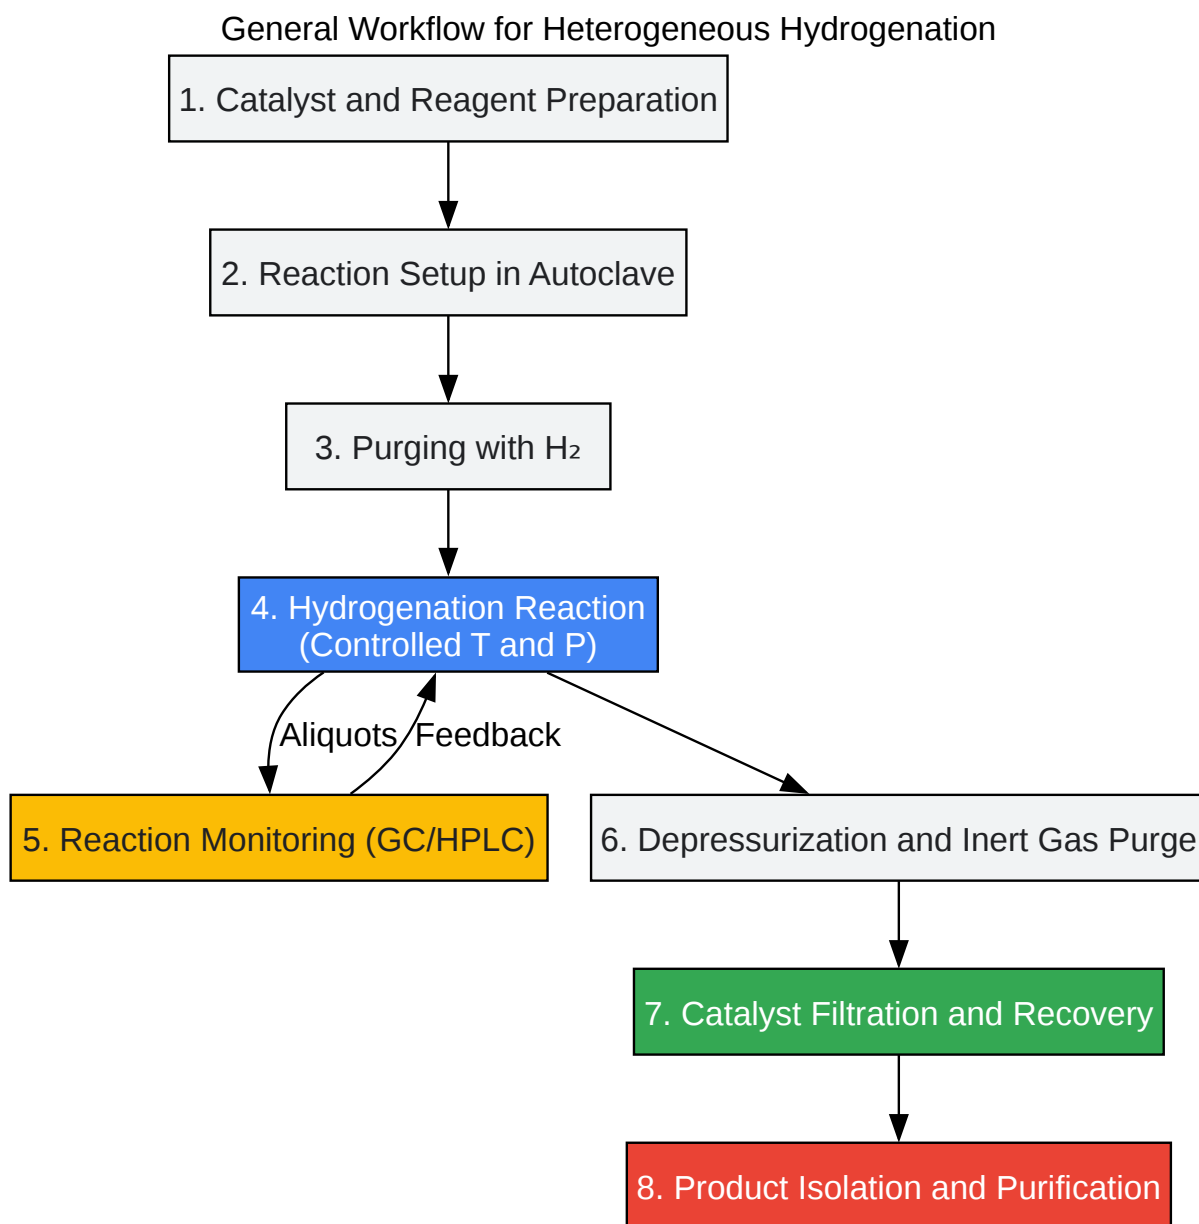 General Workflow for Heterogeneous Hydrogenation
1. Catalyst and Reagent Preparation
2. Reaction Setup in Autoclave
3. Purging with H₂
4. Hydrogenation Reaction
(Controlled T and P)
Aliquots
Feedback
5. Reaction Monitoring (GC/HPLC)
6. Depressurization and Inert Gas Purge
7. Catalyst Filtration and Recovery
8. Product Isolation and Purification